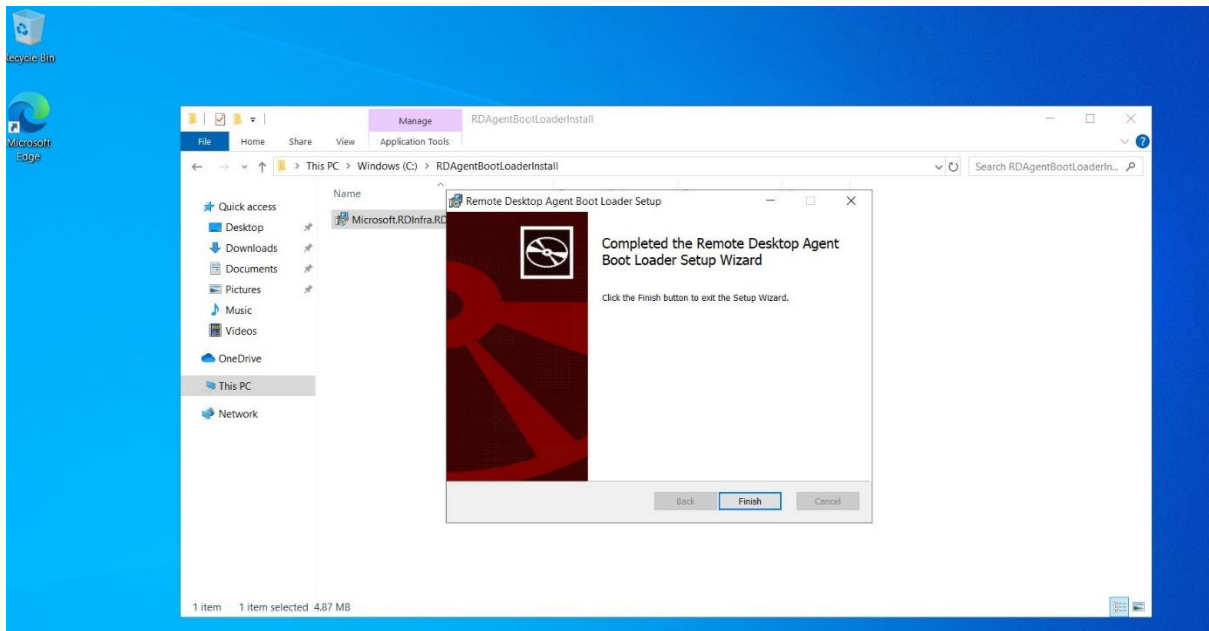 Recycle Bin
Microsoft
Edge
Manage
RDAgentBootLoaderInstall
File
Home
Share
View
Application Tools
This PC > Windows (C:) > RDAgentBootLoaderInstall
Search RDAgentBootLoaderIn...
Name
Quick access
Desktop
Downloads
Documents
Pictures
Music
Videos
OneDrive
This PC
Network
Microsoft.RDInfra.RD
Remote Desktop Agent Boot Loader Setup
Completed the Remote Desktop Agent
Boot Loader Setup Wizard
Click the Finish button to exit the Setup Wizard.
Back
Finish
Cancel
1 item
1 item selected 4.87 MB